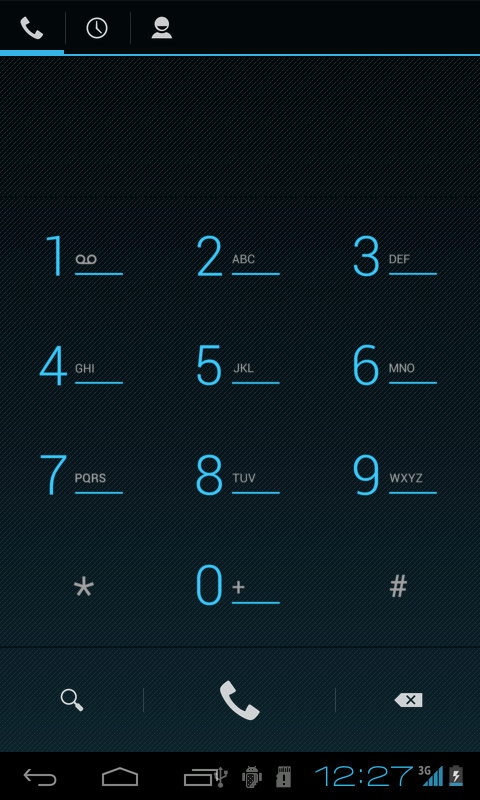 1
2 ABC
3 DEF
4 GHI
5 JKL
6 MNO
7 PQRS
8 TUV
9 WXYZ
*
0 +
#
12:27 3G